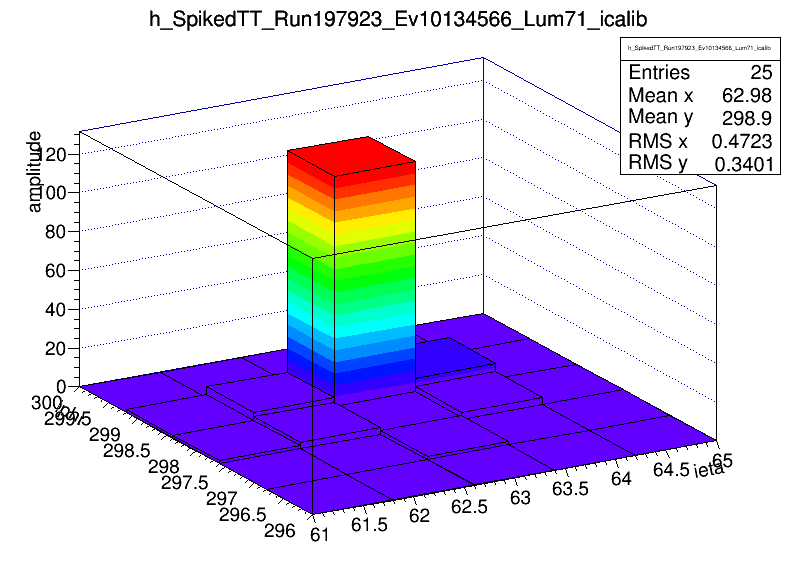 h_SpikedTT_Run197923_Ev10134566_Lum71_icalib
h_SpikedTT_Run197923_Ev10134566_Lum71_icalib
Entries 25
Mean x 62.98
Mean y 298.9
RMS x 0.4723
RMS y 0.3401
amplitude
120
100
80
60
40
20
0
300
299.5
299
298.5
298
297.5
297
296.5
296
61
61.5
62
62.5
63
63.5
64
64.5
65
ieta